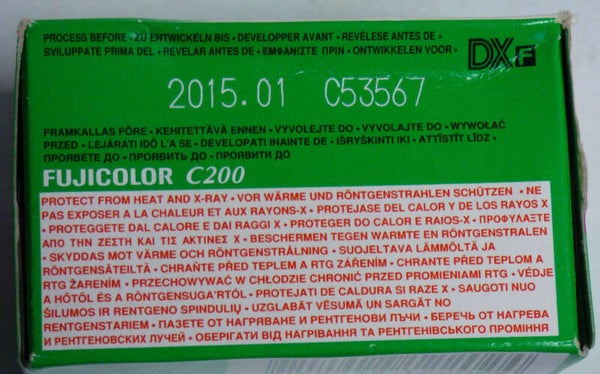 PROCESS BEFORE • ZU ENTWICKELN BIS • DEVELOPPER AVANT • REVÉLESE ANTES DE •
SVILUPPATE PRIMA DEL • REVELAR ANTES DE • ΕΜΦΑΝΙΣΤΕ ΠΡΙΝ • ONTWIKKELEN VOOR •
DXF
2015.01 C53567
FRAMKALLAS FÖRE • KEHITETTÄVÄ ENNEN • VYVOLEJTE DO • VYVOLAJTE DO • WYWOŁAĆ
PRZED • LEJÁRATI IDŐ L'A SE • DEVELOPATI INAINTE DE • IŠRYŠKINTI IKI • ATTĪSTĪT LĪDZ •
ПРОЯВЕТЕ ДО • ПРОЯВИТЬ ДО • ПРОЯВИТИ ДО
FUJICOLOR C200
PROTECT FROM HEAT AND X-RAY • VOR WÄRME UND RÖNTGENSTRAHLEN SCHÜTZEN • NE
PAS EXPOSER A LA CHALEUR ET AUX RAYONS-X • PROTEJASE DEL CALOR Y DE LOS RAYOS X
• PROTEGGETE DAL CALORE E DAI RAGGI X • PROTEGER DO CALOR E RAIOS-X • ΠΡΟΦΥΛΑΞΤΕ
ΑΠΟ ΤΗΝ ΖΕΣΤΗ ΚΑΙ ΤΙΣ ΑΚΤΙΝΕΣ Χ • BESCHERMEN TEGEN WARMTE EN RÖNTGENSTRALEN
• SKYDDAS MOT VÄRME OCH RÖNTGENSTRÅLNING • SUOJELTAVA LÄMMÖLTÄ JA
RÖNTGENSÄTEILTÄ • CHRAŇTE PŘED TEPLEM A RTG ZÁŘENÍM • CHRANTE PŘED TEPLEM A
RTG ŽARENÍM • PRZECHOWYWAĆ W CHŁODZIE CHRONIĆ PRZED PROMIENIAMI RTG • VÉDJE
A HŐTŐL ÉS A RÖNTGENSUGA'RTÓL • PROTEJATI DE CALDURA SI RAZE X • SAUGOTI NUO
ŠILUMOS IR RENTGENO SPINDULIŲ • UZGLABĀT VĒSUMĀ UN SARGĀT NO
RENTGENSTARIEM • ПАЗЕТЕ ОТ НАГРЯВАНЕ И РЕНТГЕНОВИ ЛЪЧИ • БЕРЕЧЬ ОТ НАГРЕВА
И РЕНТГЕНОВСКИХ ЛУЧЕЙ • ОБЕРІГАТИ ВІД НАГРІВАННЯ ТА РЕНТГЕНІВСЬКОГО ПРОМІННЯ